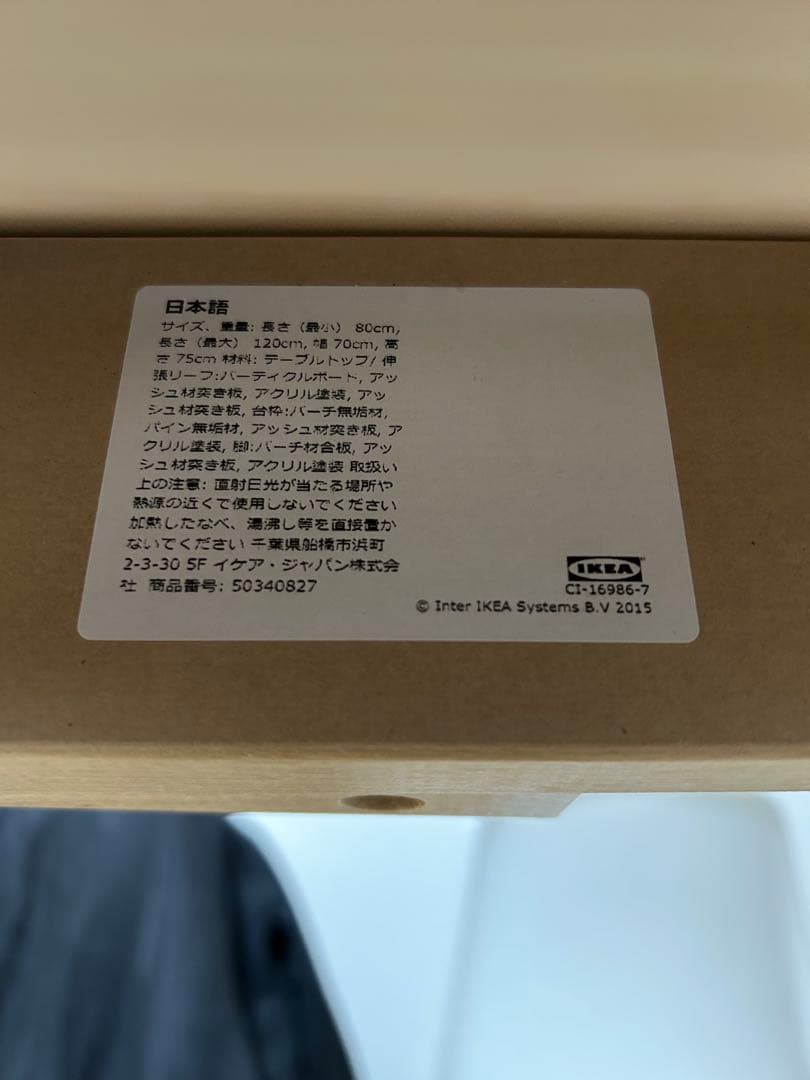 日本語
サイズ、重量: 長さ（最小） 80cm,
長さ（最大） 120cm, 幅 70cm, 高
さ 75cm 材料: テーブルトップ/ 伸
張リーフ:パーティクルボード, アッ
シュ材突き板, アクリル塗装, アッ
シュ材突き板, 台枠:バーチ無垢材,
パイン無垢材, アッシュ材突き板, ア
クリル塗装, 脚:バーチ材合板, アッ
シュ材突き板, アクリル塗装 取扱い
上の注意: 直射日光が当たる場所や
熱源の近くで使用しないでください
加熱したなべ、湯沸し等を直接置か
ないでください 千葉県船橋市浜町
2-3-30 5F イケア・ジャパン株式会
社 商品番号: 50340827
IKEA
CI-16986-7
© Inter IKEA Systems B.V 2015